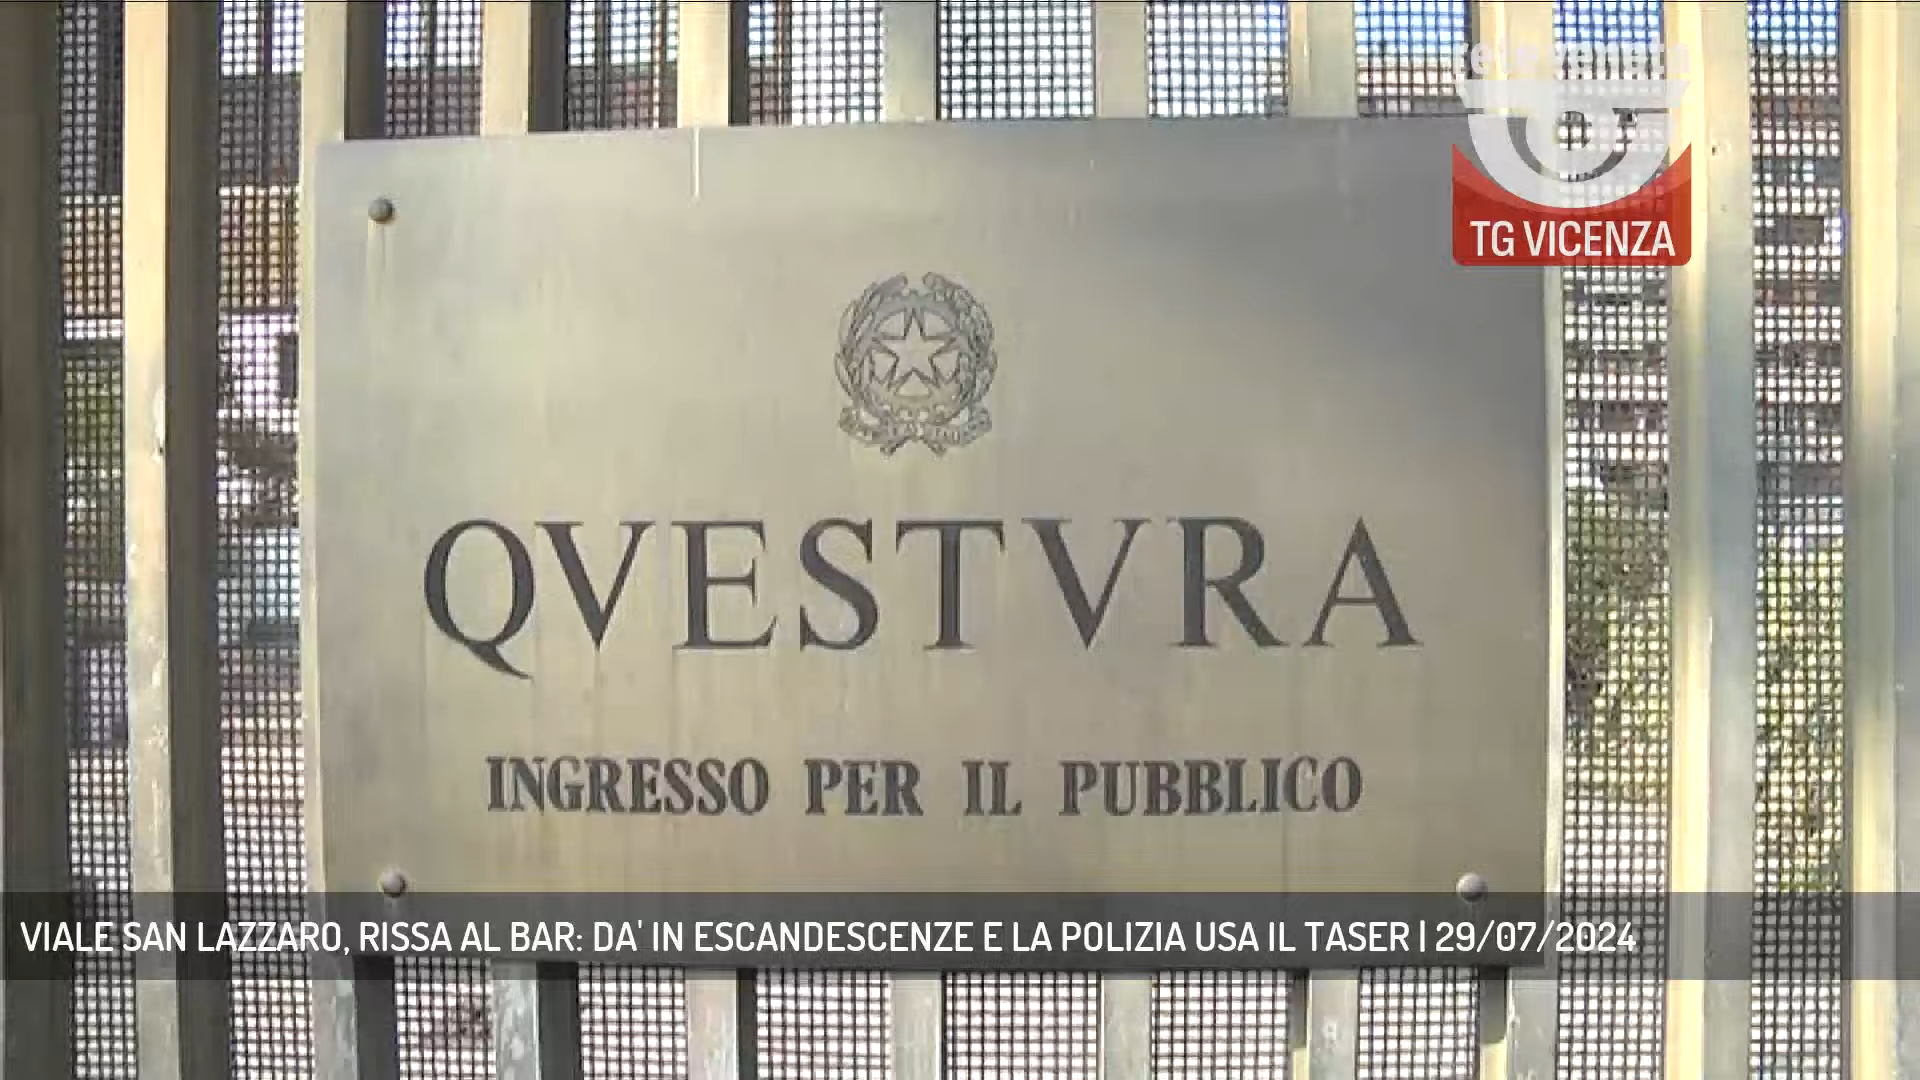 reteveneta
TG VICENZA
QVESTVRA
INGRESSO PER IL PUBBLICO
VIALE SAN LAZZARO, RISSA AL BAR: DA' IN ESCANDESCENZE E LA POLIZIA USA IL TASER | 29/07/2024